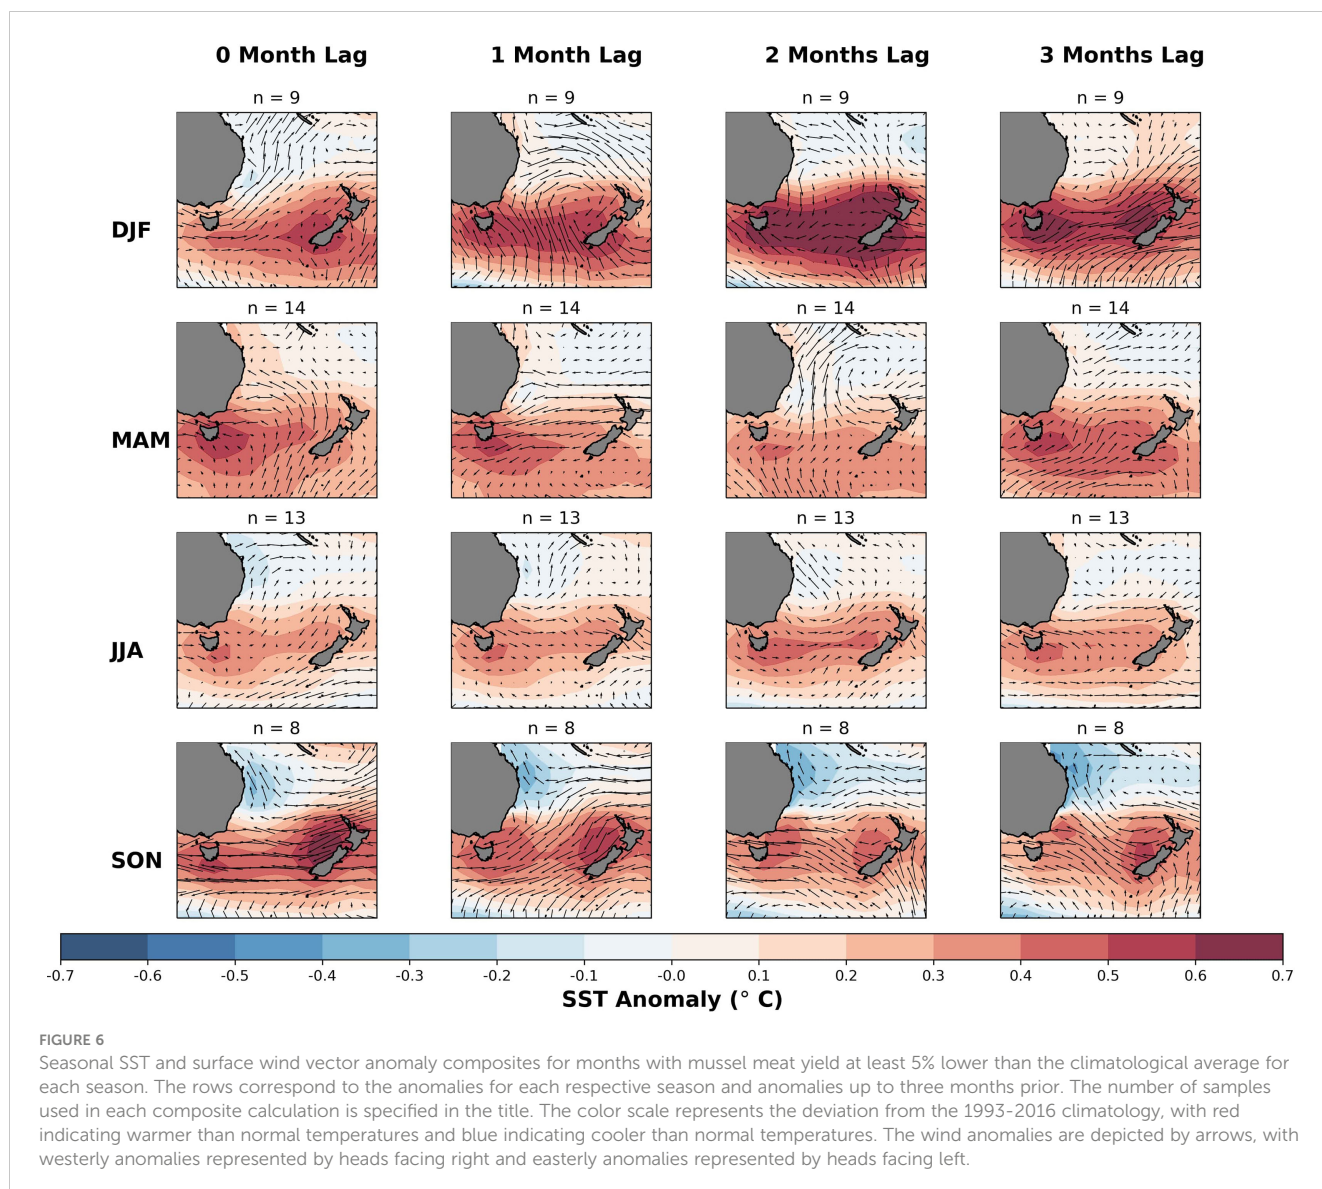 0 Month Lag 1 Month Lag 2 Months Lag 3 Months Lag
n = 9 n = 9 n = 9 n = 9
DJF
n = 14 n = 14 n = 14 n = 14
MAM
n = 13 n = 13 n = 13 n = 13
JJA
n = 8 n = 8 n = 8 n = 8
SON
-0.7 -0.6 -0.5 -0.4 -0.3 -0.2 -0.1 -0.0 0.1 0.2 0.3 0.4 0.5 0.6 0.7
SST Anomaly (° C)
FIGURE 6
Seasonal SST and surface wind vector anomaly composites for months with mussel meat yield at least 5% lower than the climatological average for
each season. The rows correspond to the anomalies for each respective season and anomalies up to three months prior. The number of samples
used in each composite calculation is specified in the title. The color scale represents the deviation from the 1993-2016 climatology, with red
indicating warmer than normal temperatures and blue indicating cooler than normal temperatures. The wind anomalies are depicted by arrows, with
westerly anomalies represented by heads facing right and easterly anomalies represented by heads facing left.